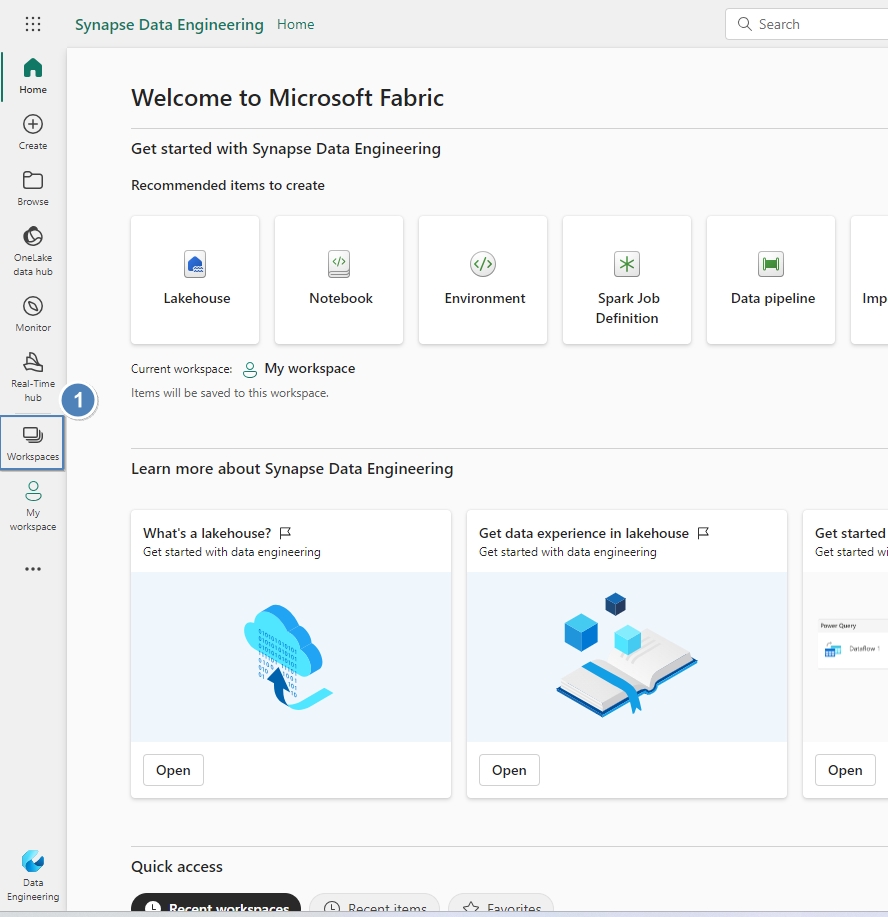 Synapse Data Engineering Home
Search
Home
Create
Browse
OneLake
data hub
Monitor
Real-Time
hub
1
Workspaces
My
workspace
Data
Engineering
Welcome to Microsoft Fabric
Get started with Synapse Data Engineering
Recommended items to create
Lakehouse
Notebook
Environment
Spark Job
Definition
Data pipeline
Imp
Current workspace: My workspace
Items will be saved to this workspace.
Learn more about Synapse Data Engineering
What's a lakehouse?
Get started with data engineering
Open
Get data experience in lakehouse
Get started with data engineering
Open
Get started
Get started wi
Power Query
Dataflow 1
Open
Quick access
Recent workspaces
Recent items
Favorites